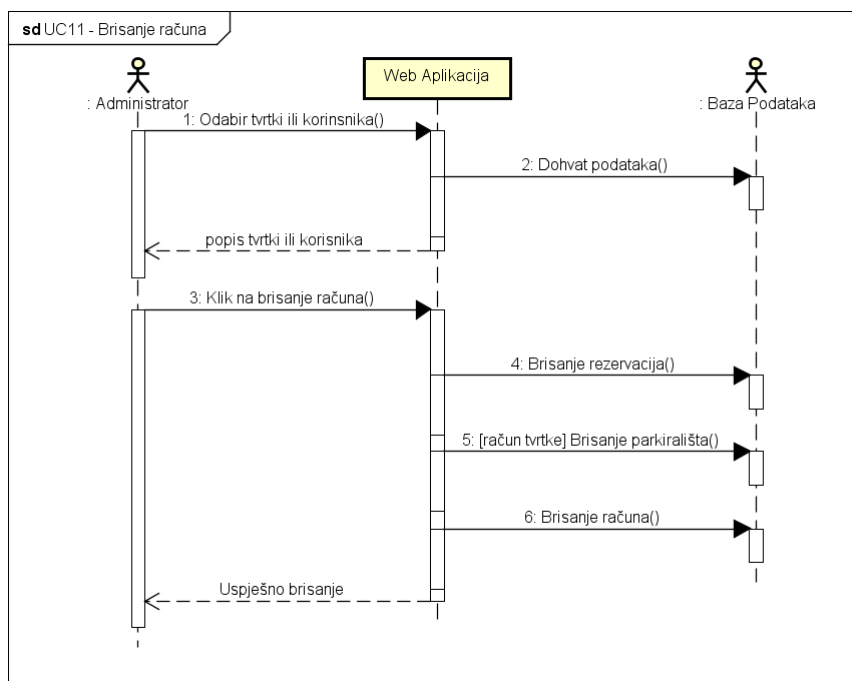 sd UC11 - Brisanje računa
Web Aplikacija
: Administrator
: Baza Podataka
1: Odabir tvrtki ili korinsnika()
2: Dohvat podataka()
popis tvrtki ili korisnika
3: Klik na brisanje računa()
4: Brisanje rezervacija()
5: [račun tvrtke] Brisanje parkirališta()
6: Brisanje računa()
Uspješno brisanje